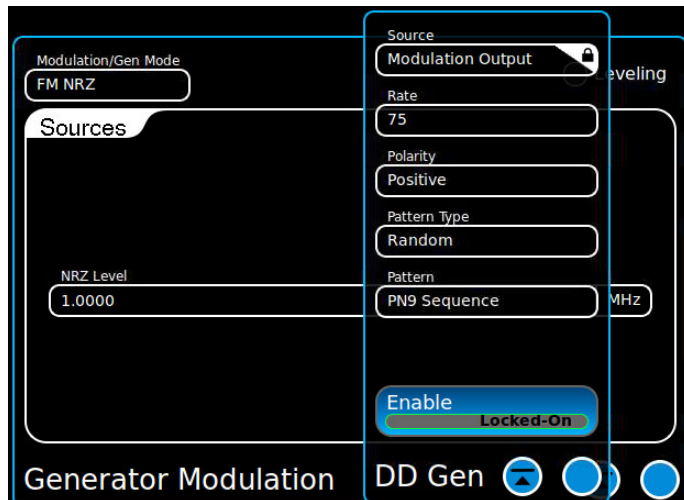 Source
Modulation Output
Modulation/Gen Mode
FM NRZ
Leveling
Rate
75
Sources
Polarity
Positive
Pattern Type
Random
Pattern
PN9 Sequence
NRZ Level
1.0000
MHz
Enable
Locked-On
Generator Modulation
DD Gen